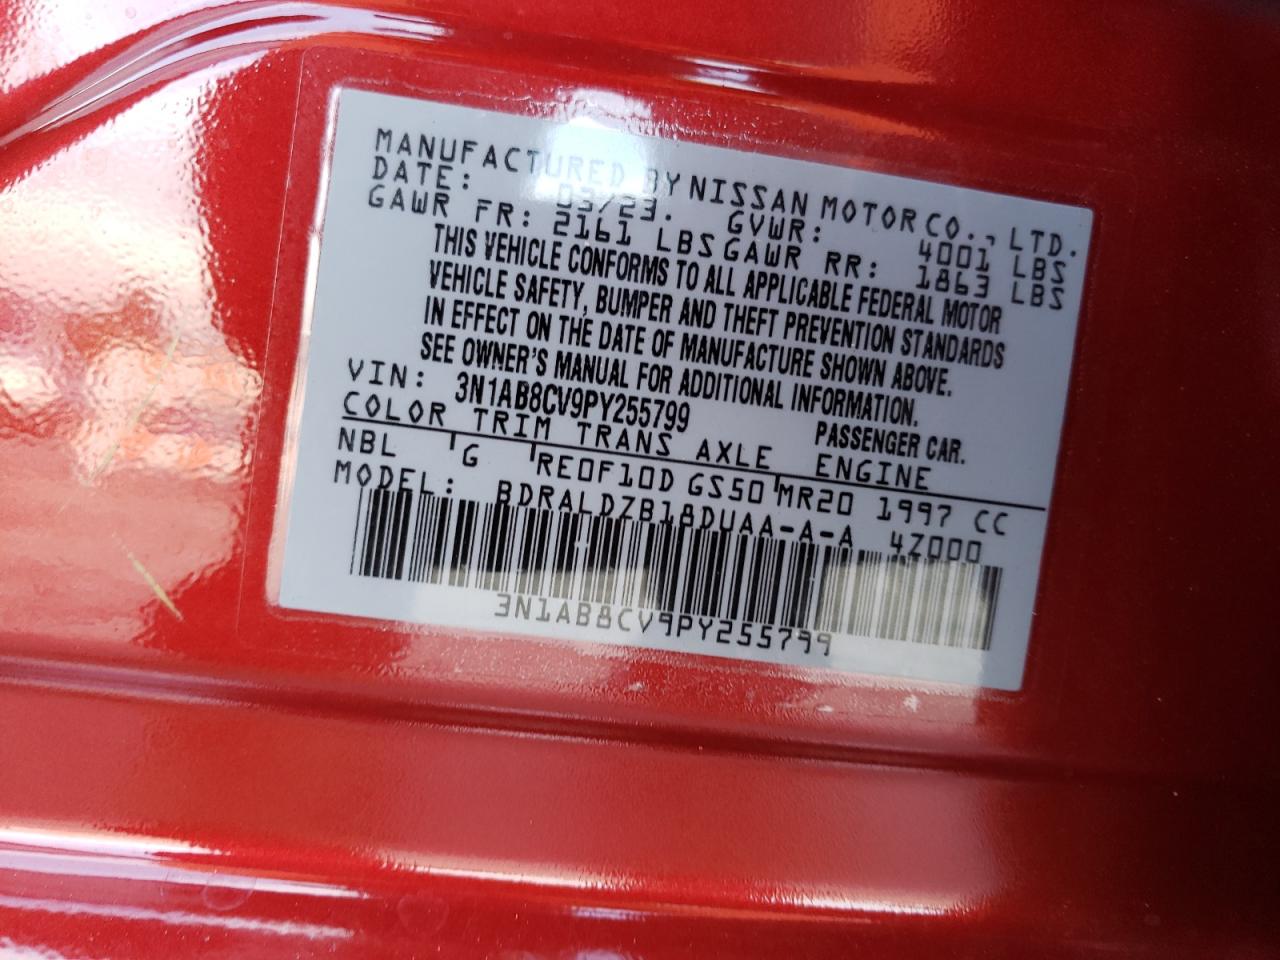 MANUFACTURED BY NISSAN MOTOR CO., LTD.
DATE: 03/23. GVWR: 4001 LBS
GAWR FR: 2161 LBS GAWR RR: 1863 LBS
THIS VEHICLE CONFORMS TO ALL APPLICABLE FEDERAL MOTOR
VEHICLE SAFETY, BUMPER AND THEFT PREVENTION STANDARDS
IN EFFECT ON THE DATE OF MANUFACTURE SHOWN ABOVE.
SEE OWNER'S MANUAL FOR ADDITIONAL INFORMATION.
VIN: 3N1AB8CV9PY255799 PASSENGER CAR.
COLOR TRIM TRANS AXLE ENGINE
NBL G RE0F10D GS50 MR20 1997 CC
MODEL: BDRALDZB18DUAA-A-A 4Z000
3N1AB8CV9PY255799